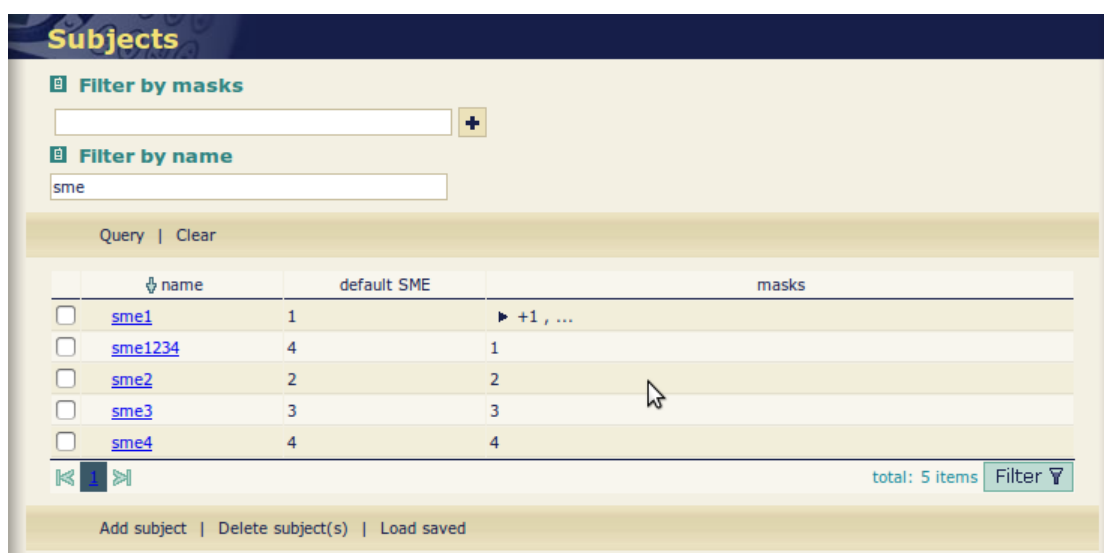 Subjects
Filter by masks
Filter by name
sme
Query | Clear
name default SME masks
sme1 1 +1 , ...
sme1234 4 1
sme2 2 2
sme3 3 3
sme4 4 4
1 total: 5 items Filter
Add subject | Delete subject(s) | Load saved